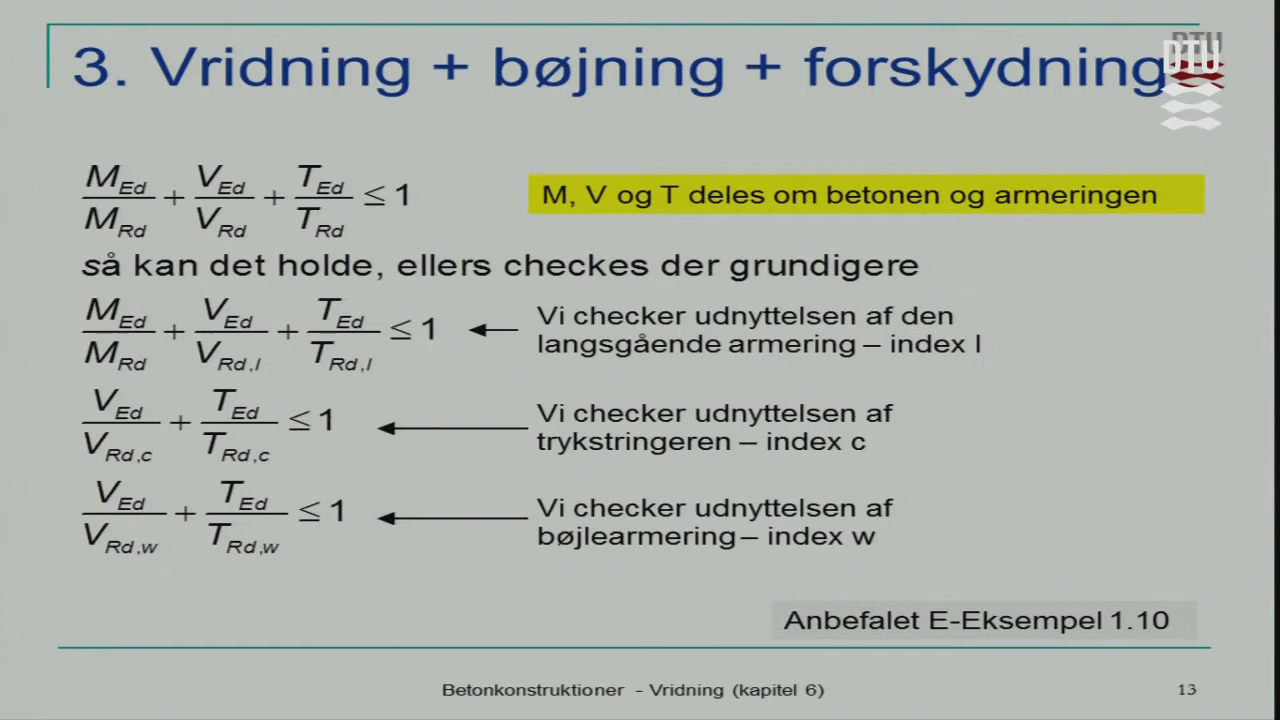 3. Vridning + bøjning + forskydning
DTU
DTU
M_Ed/M_Rd + V_Ed/V_Rd + T_Ed/T_Rd ≤ 1
M, V og T deles om betonen og armeringen
så kan det holde, ellers checkes der grundigere
M_Ed/M_Rd + V_Ed/V_Rd,l + T_Ed/T_Rd,l ≤ 1
Vi checker udnyttelsen af den
langsgående armering – index l
V_Ed/V_Rd,c + T_Ed/T_Rd,c ≤ 1
Vi checker udnyttelsen af
trykstringeren – index c
V_Ed/V_Rd,w + T_Ed/T_Rd,w ≤ 1
Vi checker udnyttelsen af
bøjlearmering – index w
Anbefalet E-Eksempel 1.10
Betonkonstruktioner - Vridning (kapitel 6)
13